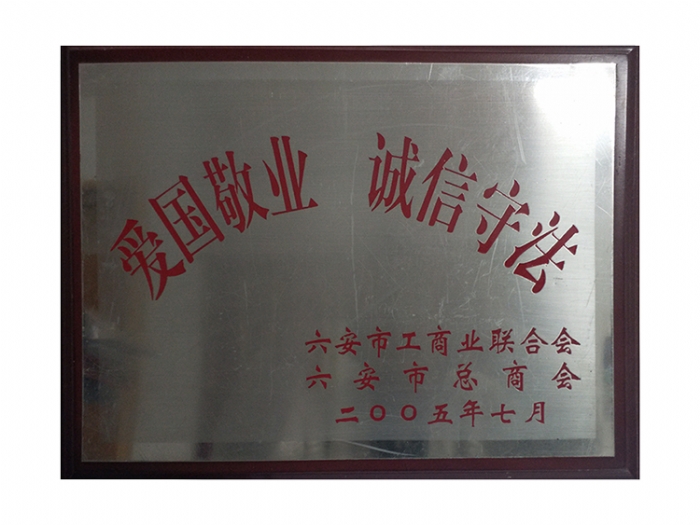 爱国敬业 诚信守法
六安市工商业联合会
六安市总商会
二〇〇五年七月